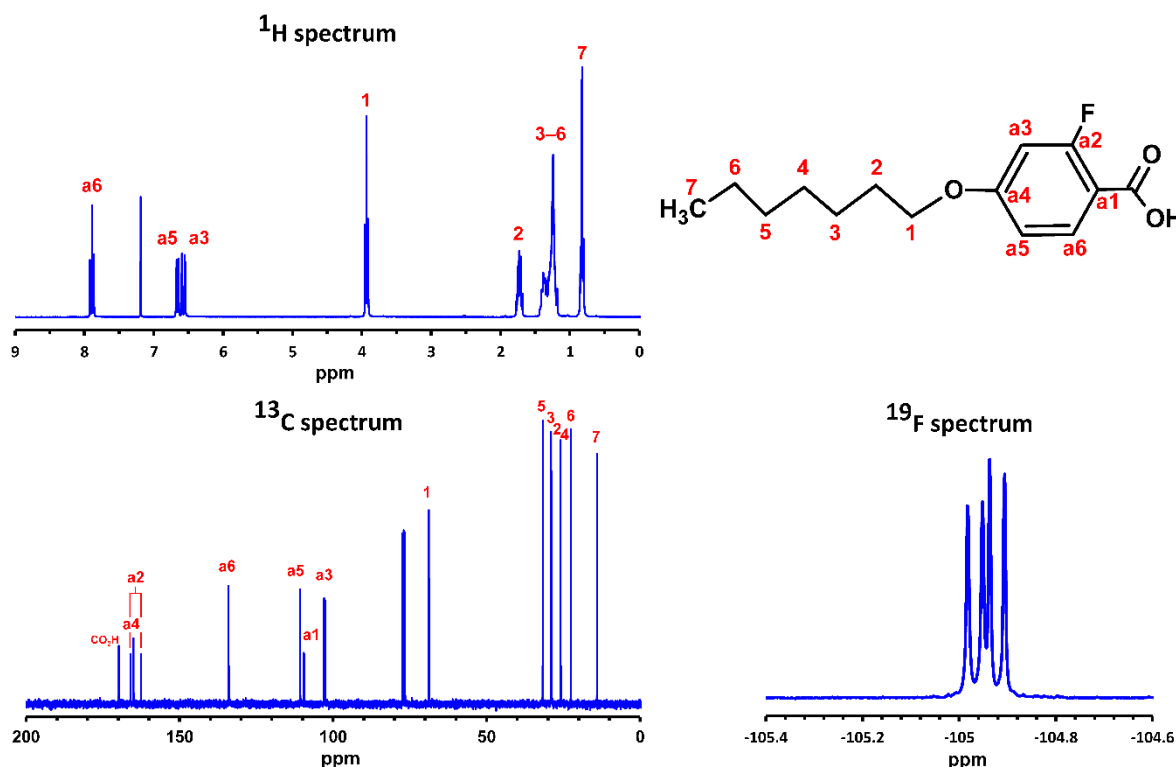 ¹H spectrum
7
1
3–6
a6
2
a5 a3
9 8 7 6 5 4 3 2 1 0
ppm
F
a3
a2
O
6 4 2
7
O
a4
a1
H₃C
OH
5 3 1
a5 a6
¹³C spectrum
5 3 2 4 6
7
1
a6
a5
a3
a2
a4
a1
CO₂H
200 150 100 50 0
ppm
¹⁹F spectrum
-105.4 -105.2 -105 -104.8 -104.6
ppm